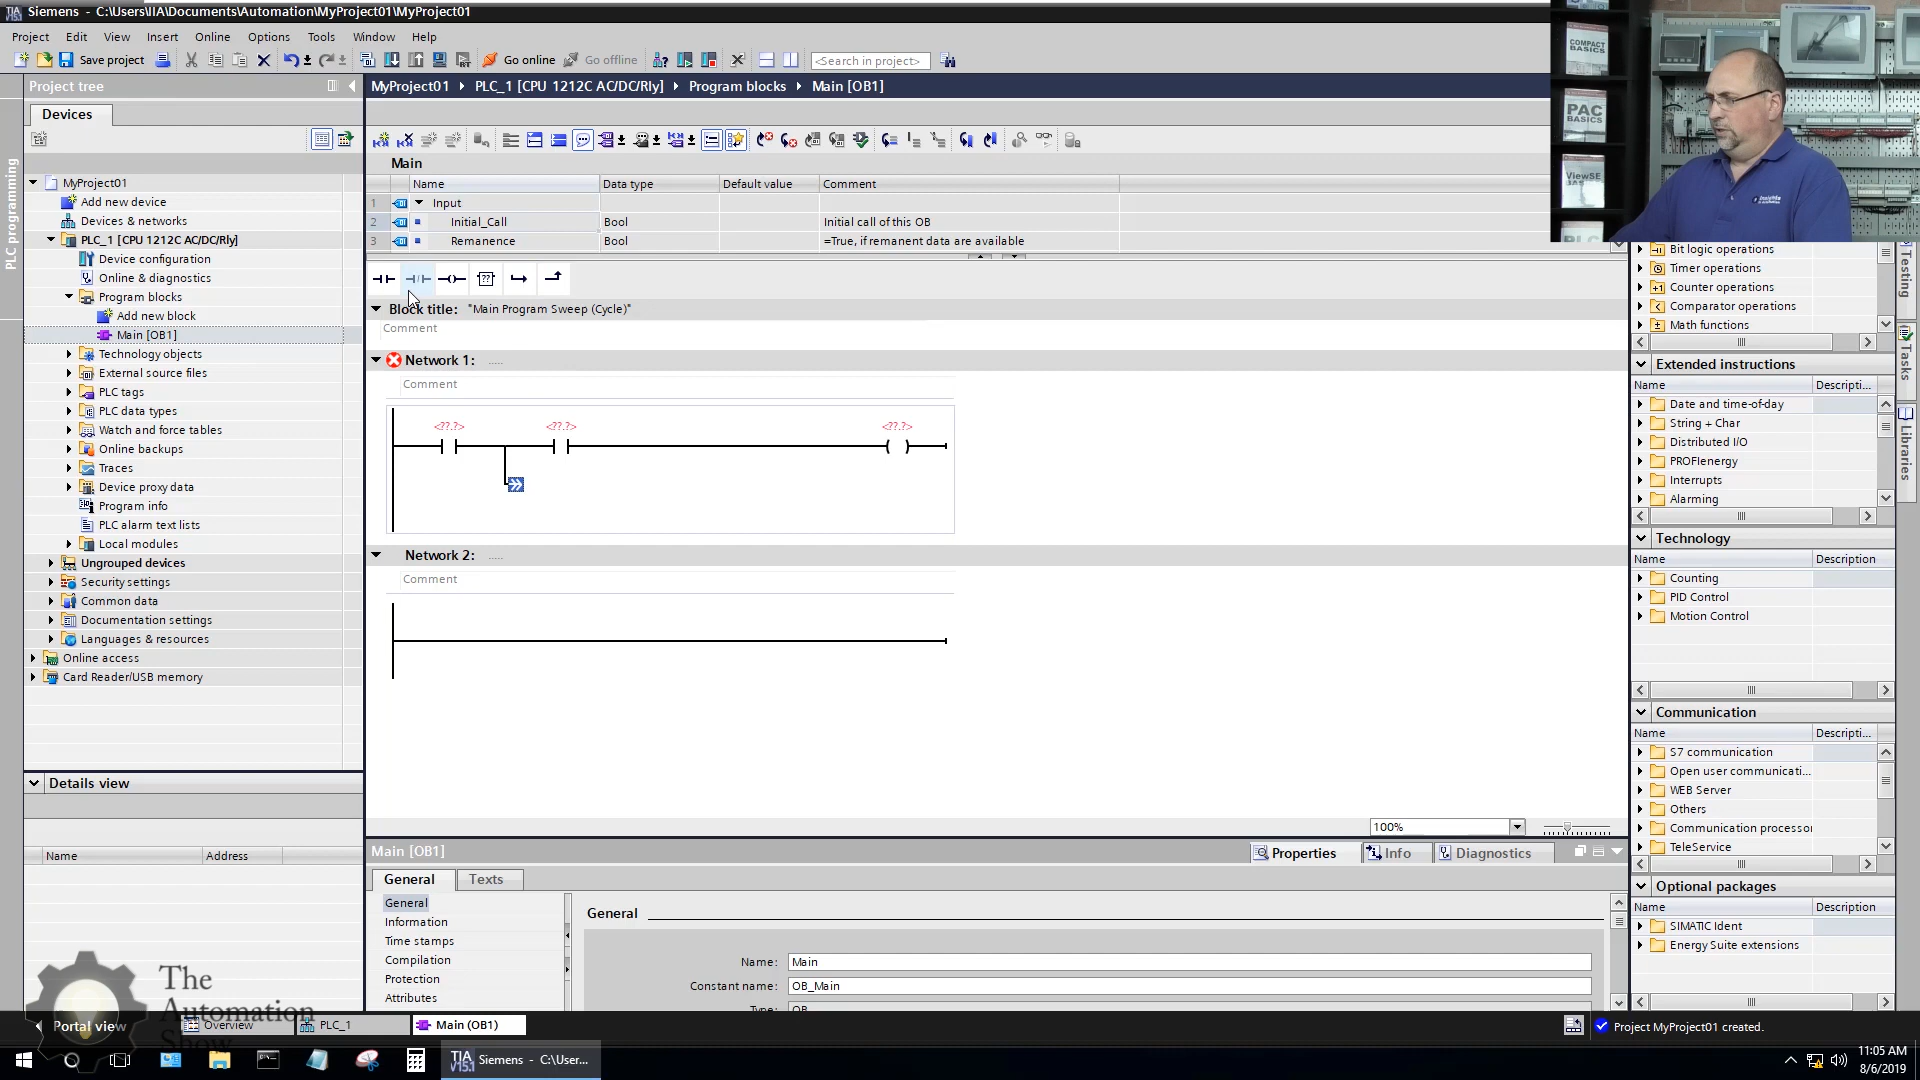 Siemens - C:\Users\IIA\Documents\Automation\MyProject01\MyProject01
Project Edit View Insert Online Options Tools Window Help
Save project Go online Go offline <Search in project>
Project tree
MyProject01 PLC_1 [CPU 1212C AC/DC/Rly] Program blocks Main [OB1]
Devices
PLC programming
Main
Name Data type Default value Comment
1 Input
2 Initial_Call Bool Initial call of this OB
3 Remanence Bool =True, if remanent data are available
MyProject01
Add new device
Devices & networks
PLC_1 [CPU 1212C AC/DC/Rly]
Device configuration
Online & diagnostics
Program blocks
Add new block
Main [OB1]
Technology objects
External source files
PLC tags
PLC data types
Watch and force tables
Online backups
Traces
Device proxy data
Program info
PLC alarm text lists
Local modules
Ungrouped devices
Security settings
Common data
Documentation settings
Languages & resources
Online access
Card Reader/USB memory
Details view
Name Address
Block title: "Main Program Sweep (Cycle)"
Comment
Network 1: .....
Comment
<??.?> <??.?> <??.?>
Network 2: .....
Comment
100%
Main [OB1]
Properties Info Diagnostics
General Texts
General
Information
Time stamps
Compilation
Protection
Attributes
General
Name: Main
Constant name: OB_Main
Type: OB
COMPACT BASICS
PAC BASICS
ViewSE
PLC
Bit logic operations
Timer operations
Counter operations
Comparator operations
Math functions
Extended instructions
Name Descripti...
Date and time-of-day
String + Char
Distributed I/O
PROFIenergy
Interrupts
Alarming
Technology
Name Description
Counting
PID Control
Motion Control
Communication
Name Descripti...
S7 communication
Open user communicati...
WEB Server
Others
Communication processor
TeleService
Optional packages
Name Description
SIMATIC Ident
Energy Suite extensions
Testing
Tasks
Libraries
The
Automation
Show
Portal view Overview PLC_1 Main (OB1)
Project MyProject01 created.
TIA V15.1 Siemens - C:\User...
11:05 AM
8/6/2019